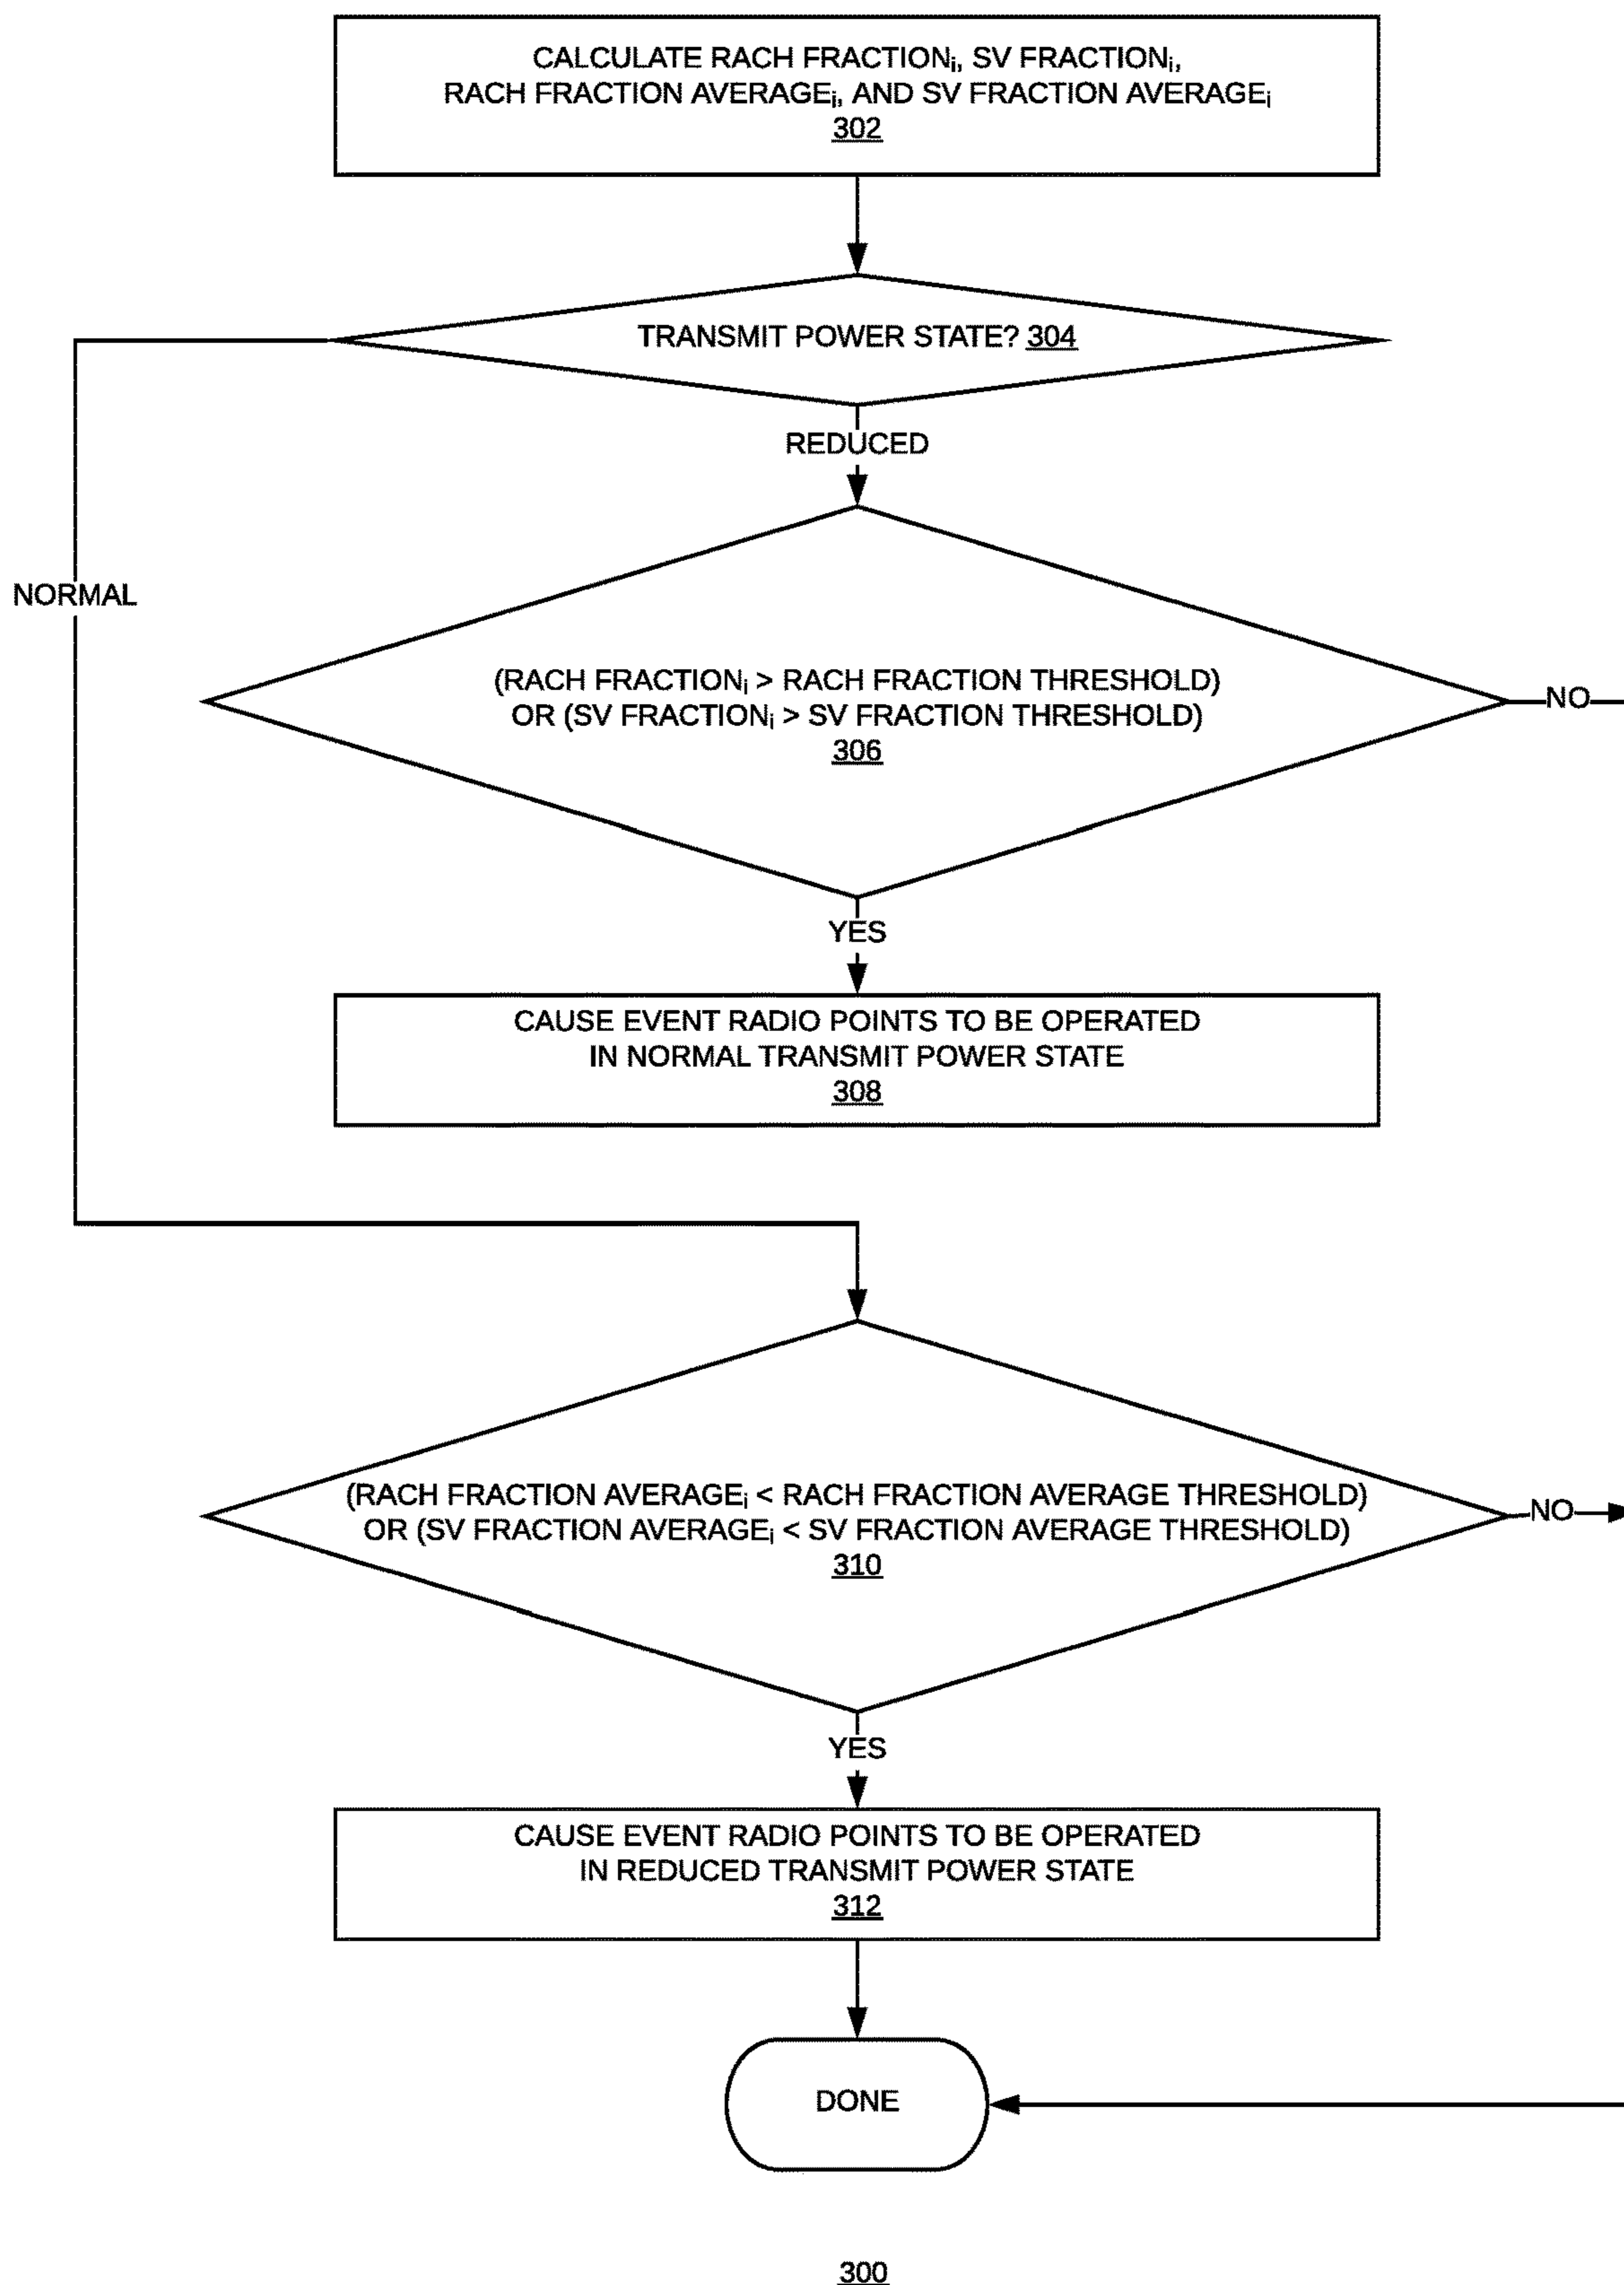 CALCULATE RACH FRACTIONi, SV FRACTIONi,
RACH FRACTION AVERAGEi, AND SV FRACTION AVERAGEi
302
TRANSMIT POWER STATE? 304
REDUCED
NORMAL
(RACH FRACTIONi > RACH FRACTION THRESHOLD)
OR (SV FRACTIONi > SV FRACTION THRESHOLD)
306
NO
YES
CAUSE EVENT RADIO POINTS TO BE OPERATED
IN NORMAL TRANSMIT POWER STATE
308
(RACH FRACTION AVERAGEi < RACH FRACTION AVERAGE THRESHOLD)
OR (SV FRACTION AVERAGEi < SV FRACTION AVERAGE THRESHOLD)
310
NO
YES
CAUSE EVENT RADIO POINTS TO BE OPERATED
IN REDUCED TRANSMIT POWER STATE
312
DONE
300